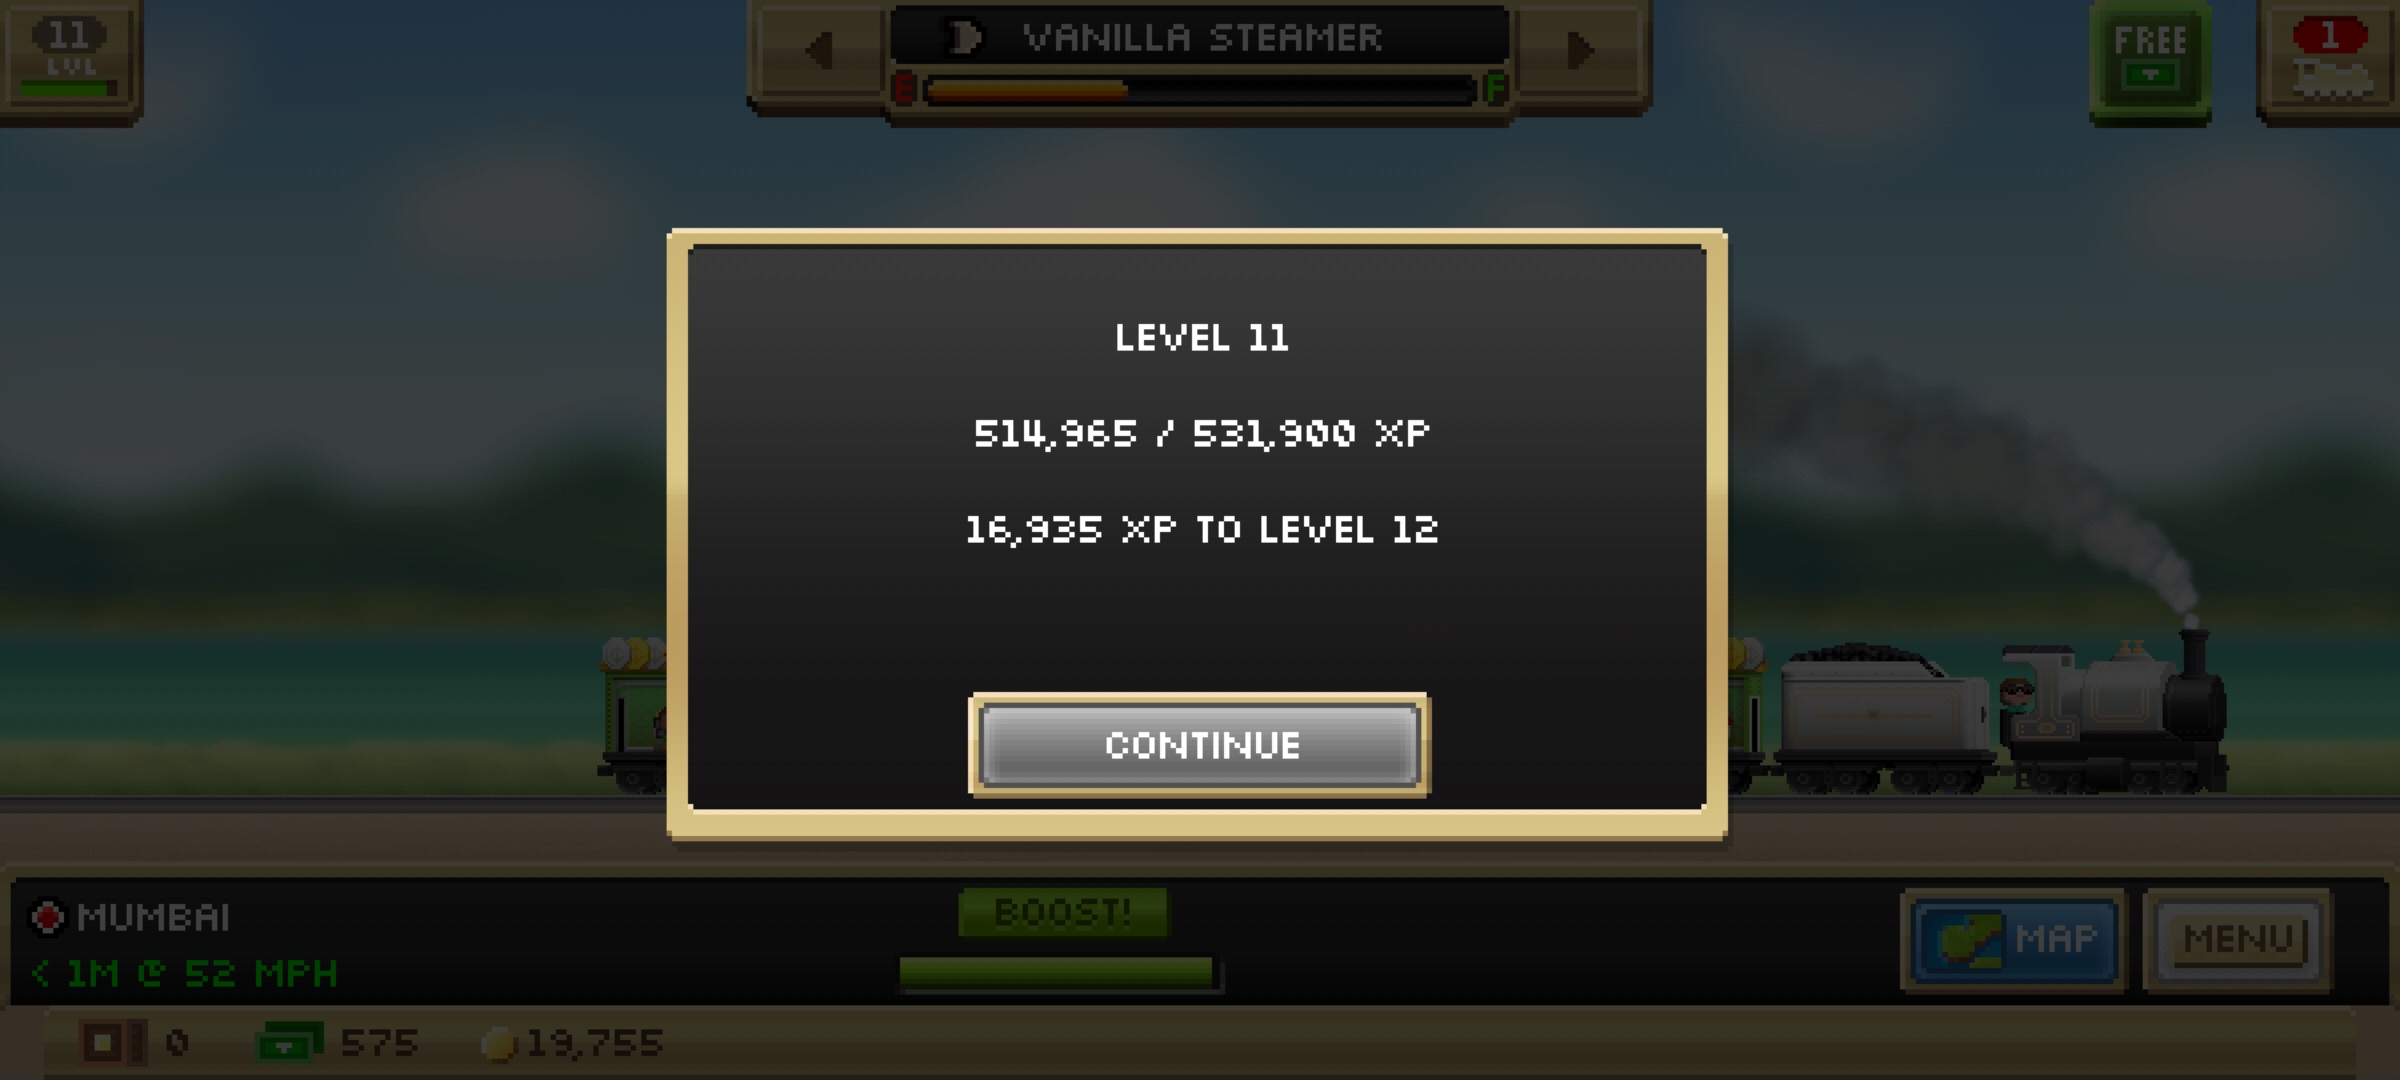 11
LVL
VANILLA STEAMER
E
F
FREE
1
LEVEL 11
514,965 / 531,900 XP
16,935 XP TO LEVEL 12
CONTINUE
MUMBAI
< 1M @ 52 MPH
BOOST!
MAP
MENU
0
575
19,755